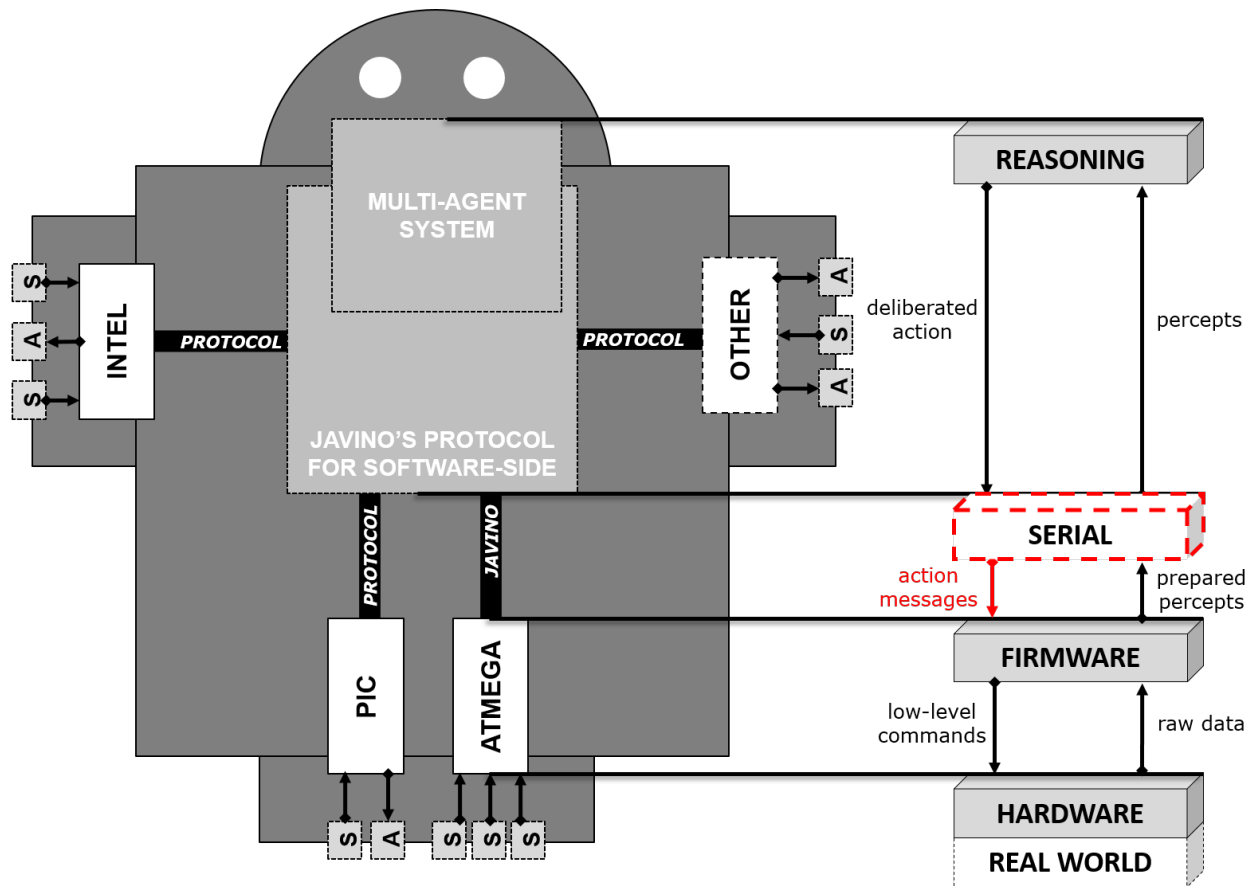 REASONING
MULTI-AGENT
SYSTEM
S
A
S
INTEL
PROTOCOL
PROTOCOL
OTHER
A
S
A
deliberated
action
percepts
JAVINO'S PROTOCOL
FOR SOFTWARE-SIDE
PROTOCOL
JAVINO
SERIAL
action
messages
prepared
percepts
PIC
ATMEGA
FIRMWARE
low-level
commands
raw data
S
A
S
S
S
HARDWARE
REAL WORLD